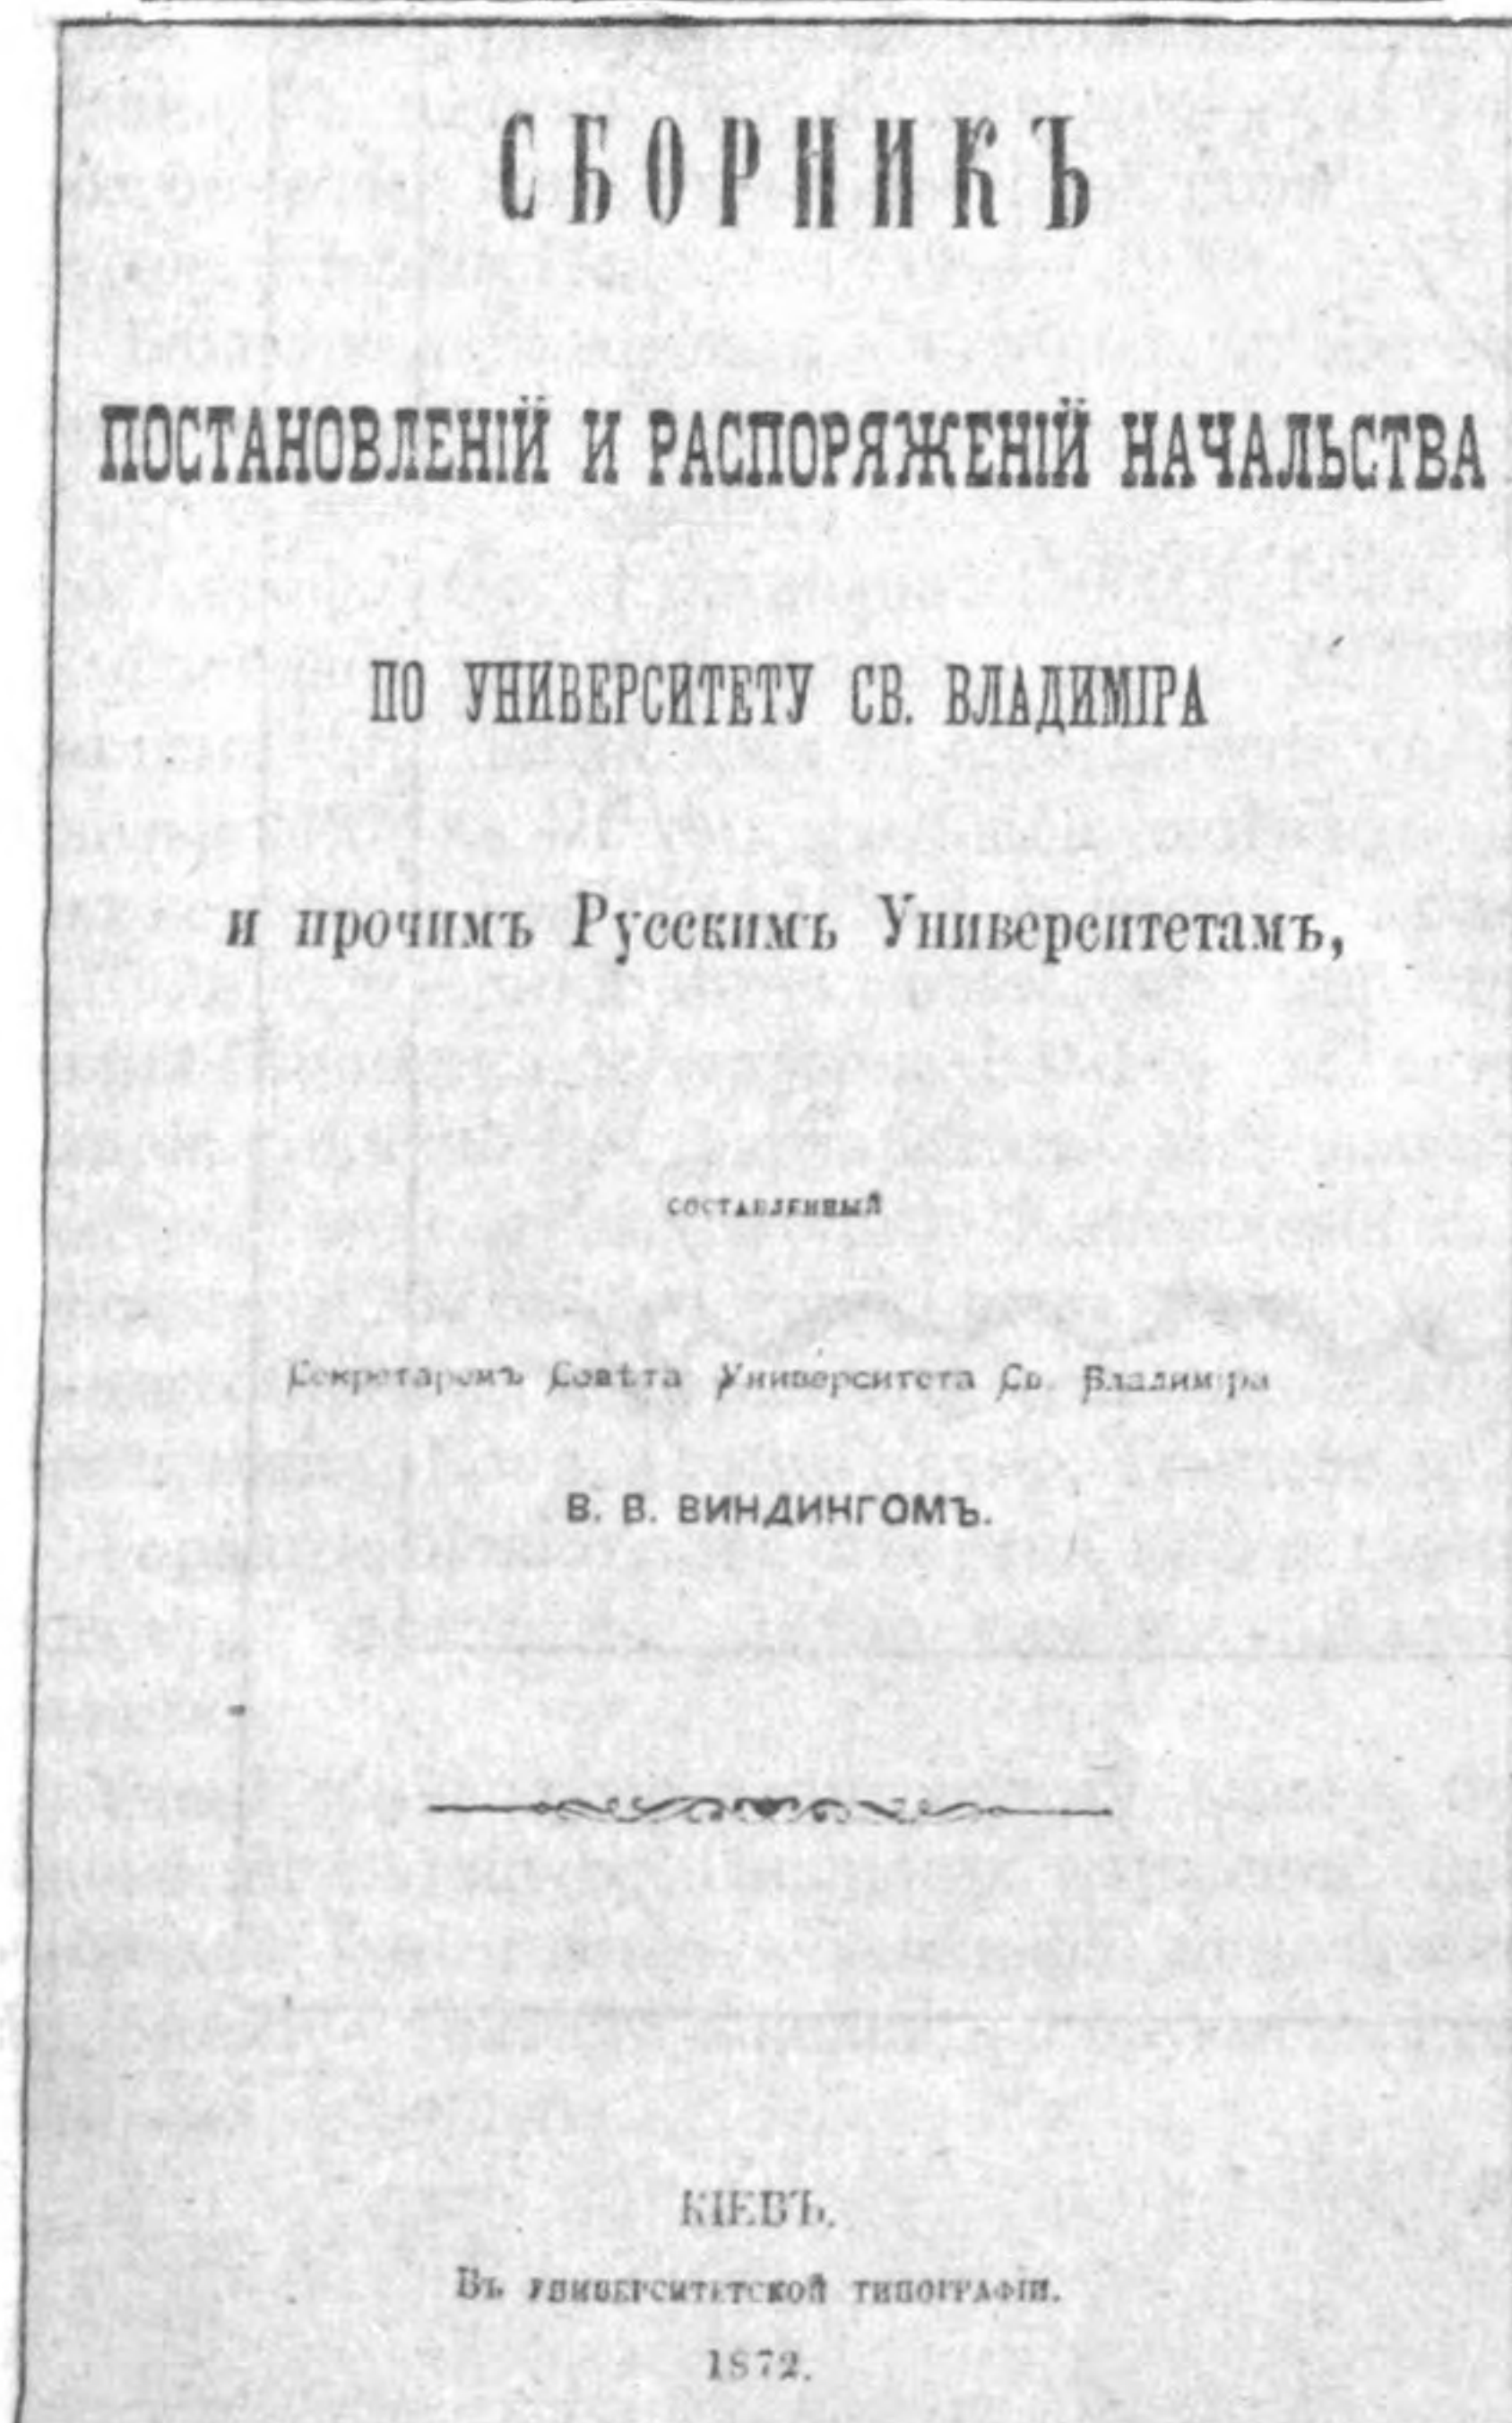 СБОРНИКЪ
ПОСТАНОВЛЕНІЙ И РАСПОРЯЖЕНІЙ НАЧАЛЬСТВА
ПО УНИВЕРСИТЕТУ СВ. ВЛАДИМІРА
и прочимъ Русскимъ Университетамъ,
СОСТАВЛЕННЫЙ
Секретаремъ Совѣта Университета Св. Владиміра
В. В. ВИНДИНГОМЪ.
КІЕВЪ.
Въ университетской типографіи.
1872.